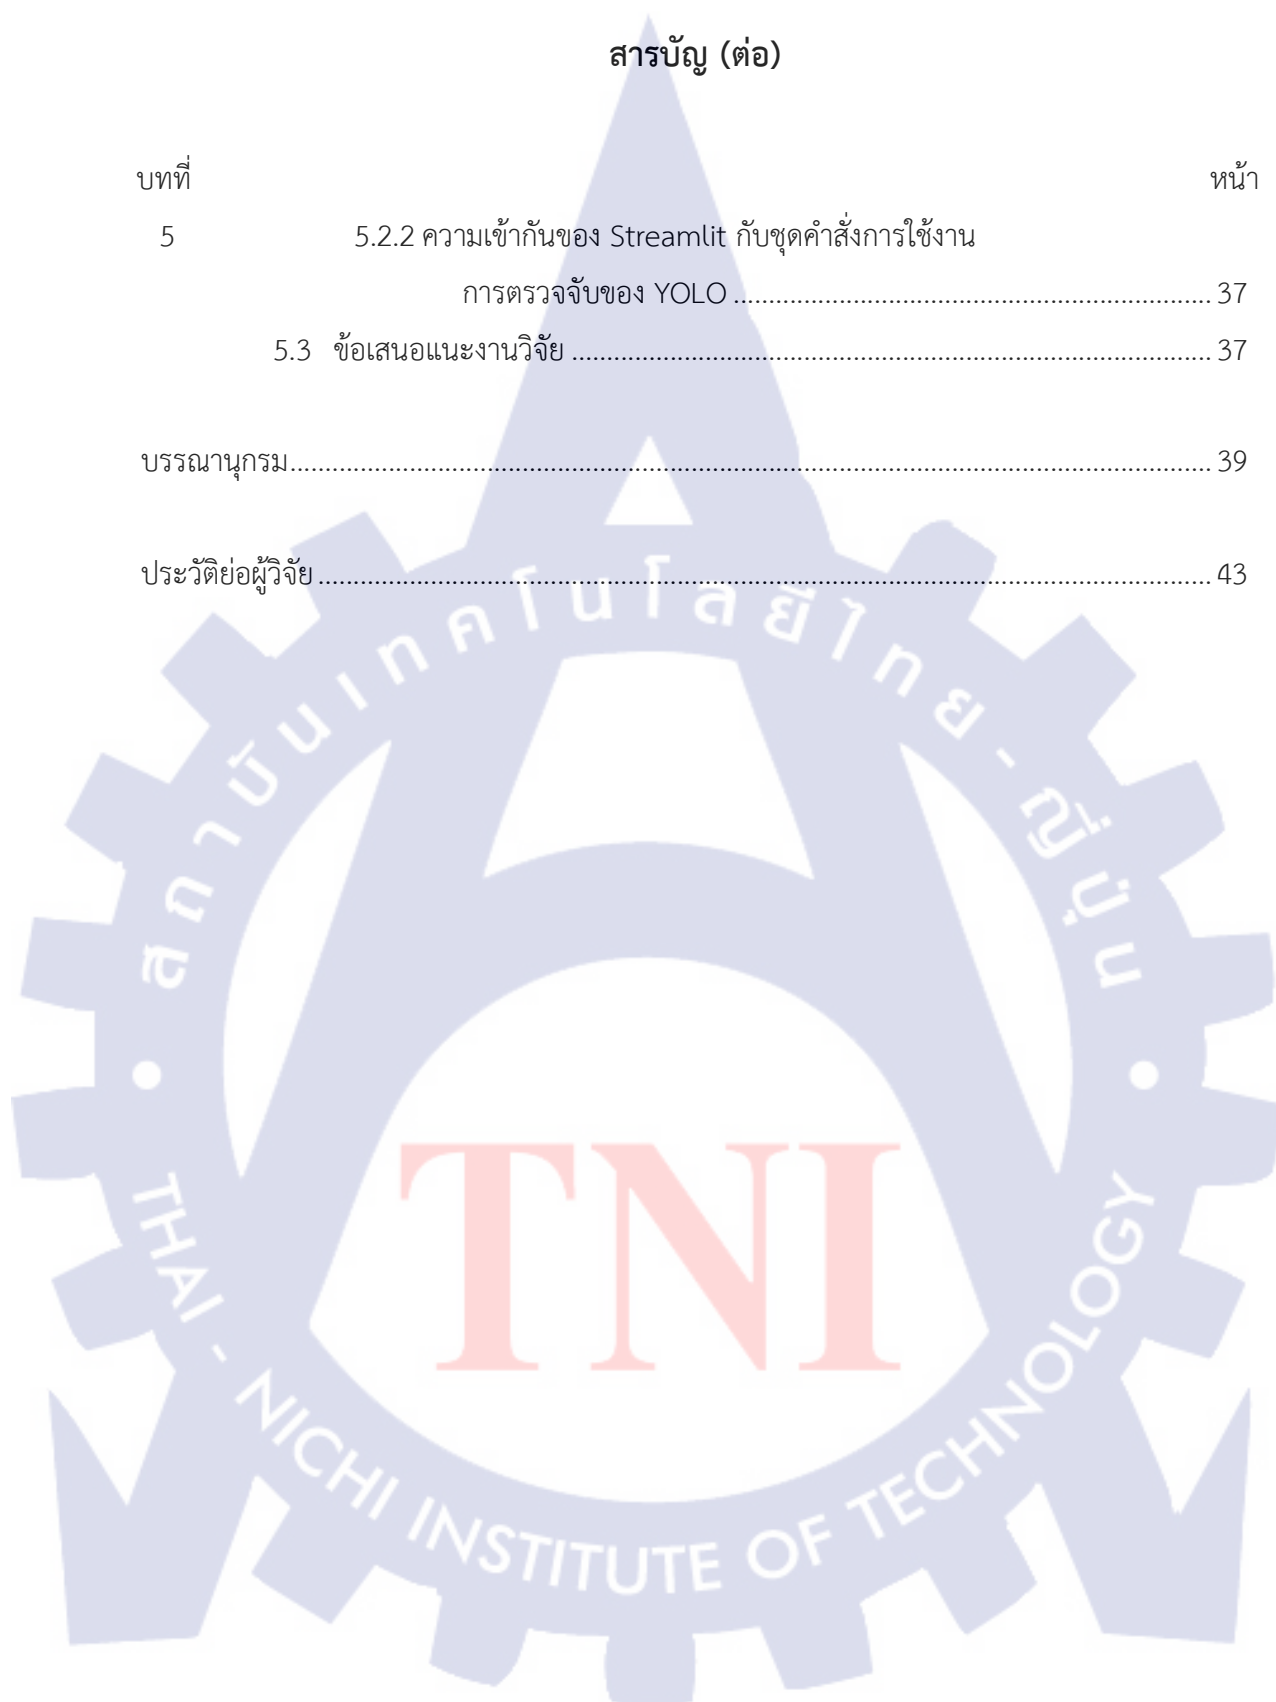 สารบัญ (ต่อ)
บทที่ หน้า
5 5.2.2 ความเข้ากันของ Streamlit กับชุดคำสั่งการใช้งาน
การตรวจจับของ YOLO ........................................ 37
5.3 ข้อเสนอแนะงานวิจัย ........................................ 37
บรรณานุกรม........................................ 39
ประวัติย่อผู้วิจัย ........................................ 43
สถาบันเทคโนโลยีไทย - ญี่ปุ่น
TNI
THAI - NICHI INSTITUTE OF TECHNOLOGY